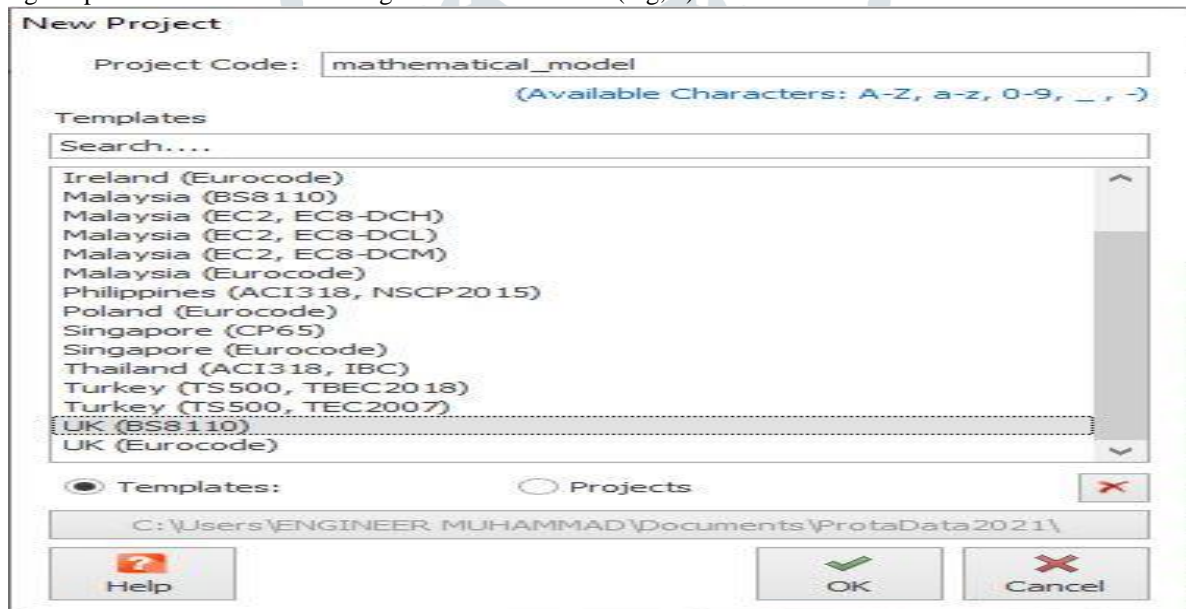 New Project
Project Code: mathematical_model
(Available Characters: A-Z, a-z, 0-9, _ , -)
Templates
Search....
Ireland (Eurocode)
Malaysia (BS8110)
Malaysia (EC2, EC8-DCH)
Malaysia (EC2, EC8-DCL)
Malaysia (EC2, EC8-DCM)
Malaysia (Eurocode)
Philippines (ACI318, NSCP2015)
Poland (Eurocode)
Singapore (CP65)
Singapore (Eurocode)
Thailand (ACI318, IBC)
Turkey (TS500, TBEC2018)
Turkey (TS500, TEC2007)
UK (BS8110)
UK (Eurocode)
Templates: Projects
C:\Users\ENGINEER MUHAMMAD\Documents\ProtaData2021\
Help OK Cancel